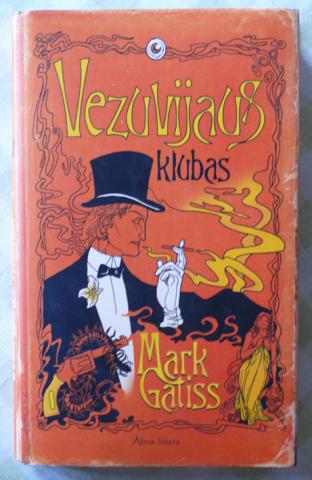 Vezuvijaus
klubas
Mark
Gatiss
Alma littera